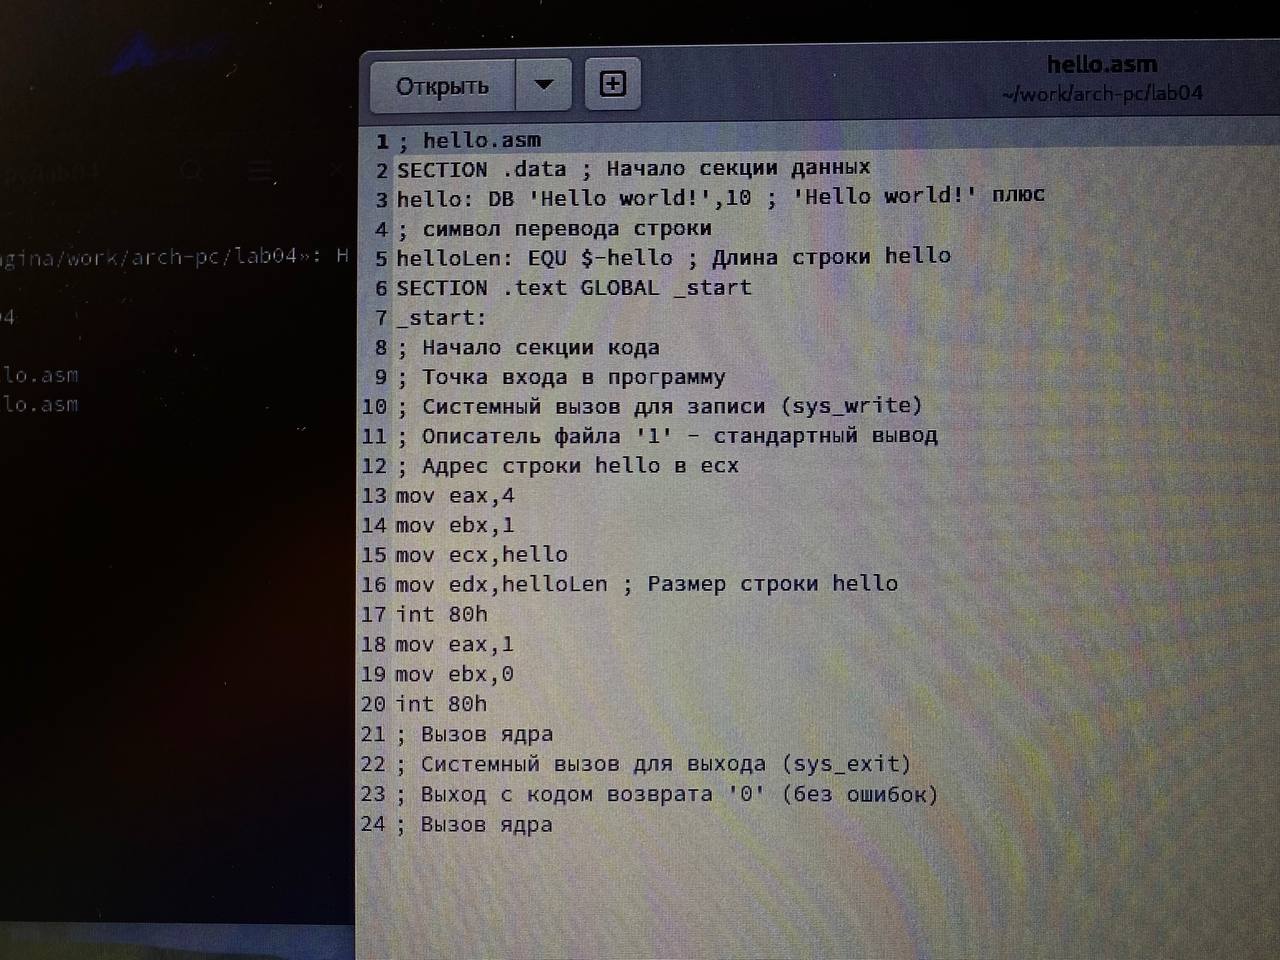 Открыть
hello.asm
~/work/arch-pc/lab04
1 ; hello.asm
2 SECTION .data ; Начало секции данных
3 hello: DB 'Hello world!',10 ; 'Hello world!' плюс
4 ; символ перевода строки
5 helloLen: EQU $-hello ; Длина строки hello
6 SECTION .text GLOBAL _start
7 _start:
8 ; Начало секции кода
9 ; Точка входа в программу
10 ; Системный вызов для записи (sys_write)
11 ; Описатель файла '1' - стандартный вывод
12 ; Адрес строки hello в ecx
13 mov eax,4
14 mov ebx,1
15 mov ecx,hello
16 mov edx,helloLen ; Размер строки hello
17 int 80h
18 mov eax,1
19 mov ebx,0
20 int 80h
21 ; Вызов ядра
22 ; Системный вызов для выхода (sys_exit)
23 ; Выход с кодом возврата '0' (без ошибок)
24 ; Вызов ядра
agina/work/arch-pc/lab04»: Н
04
lo.asm
lo.asm